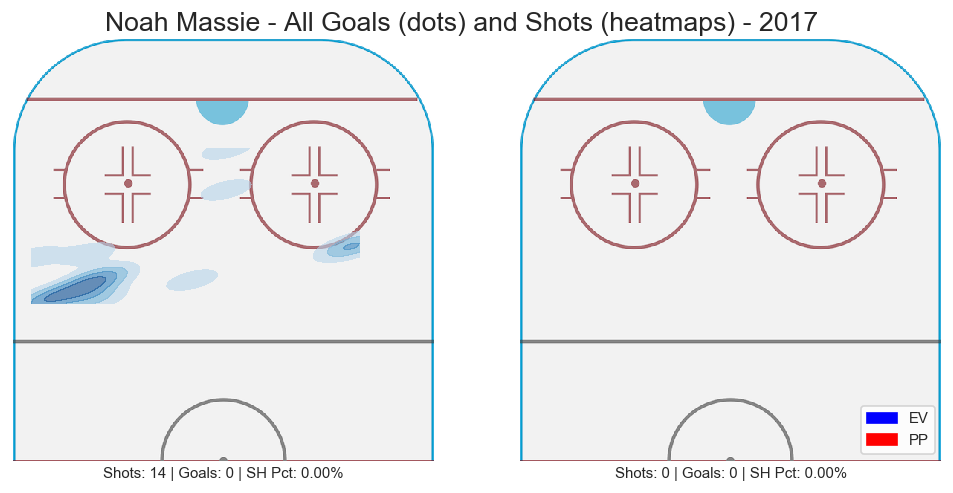 Noah Massie - All Goals (dots) and Shots (heatmaps) - 2017
EV
PP
Shots: 14 | Goals: 0 | SH Pct: 0.00%
Shots: 0 | Goals: 0 | SH Pct: 0.00%